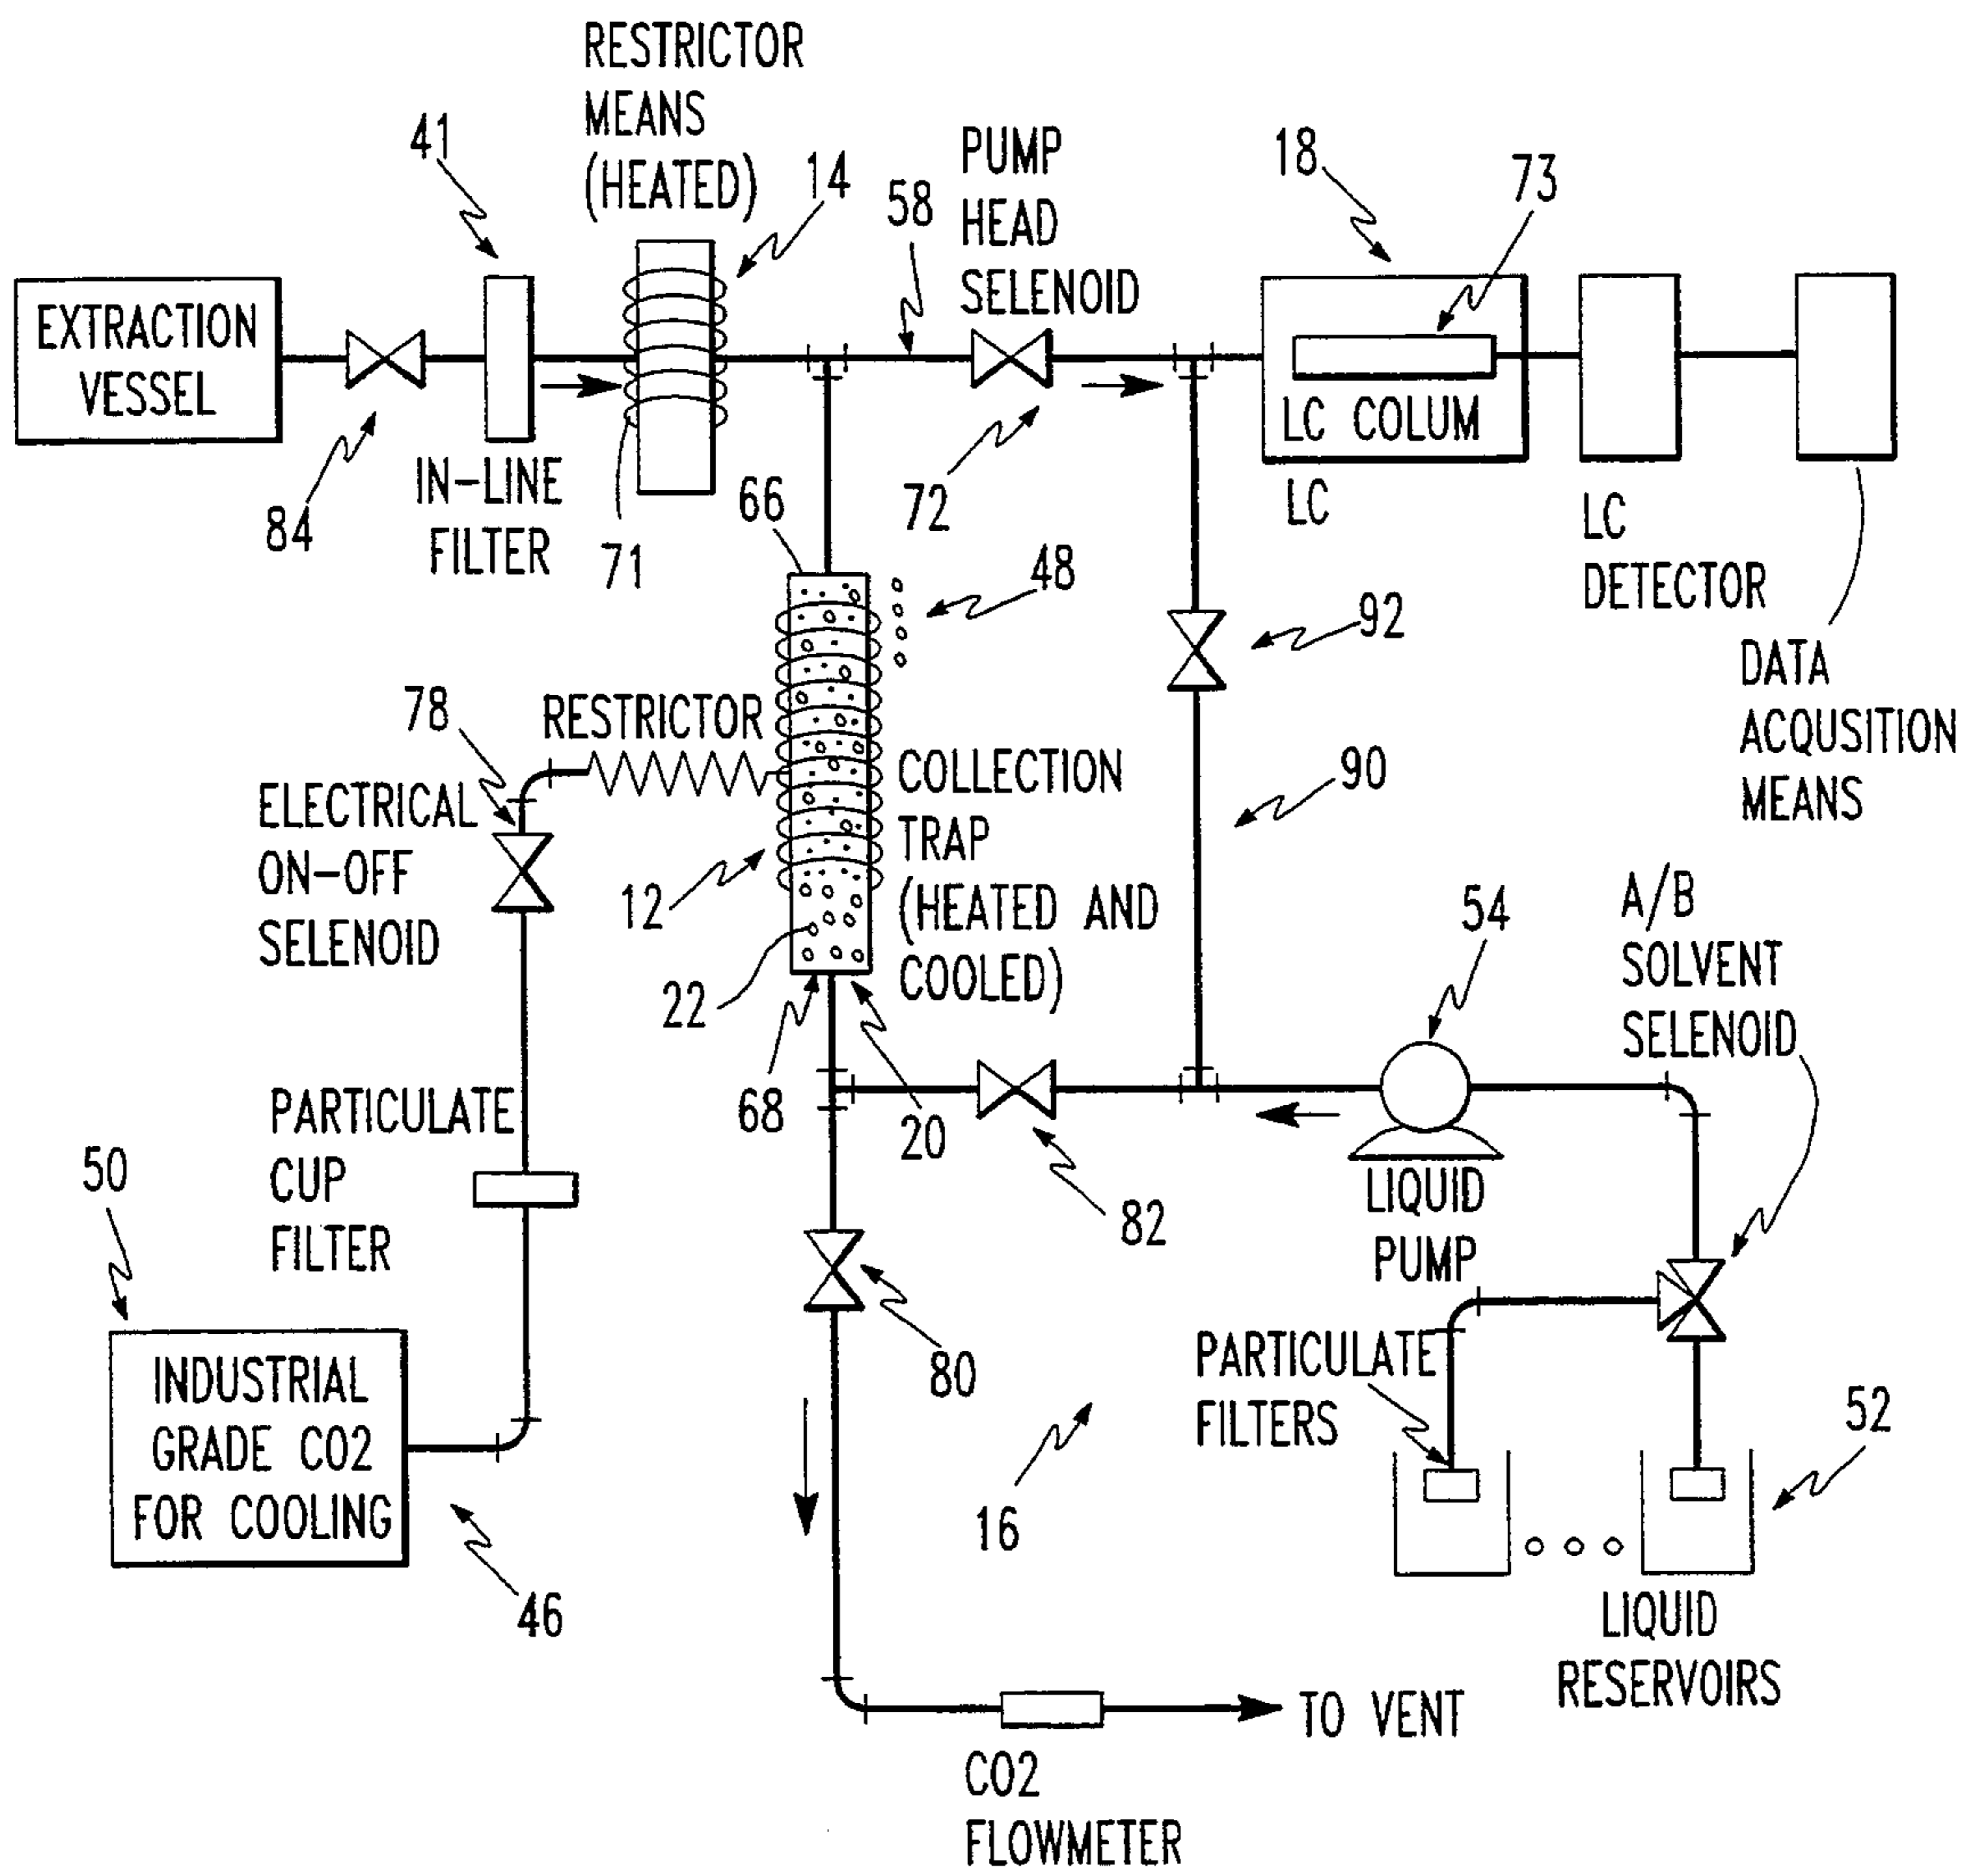 RESTRICTOR
MEANS
(HEATED)
41
14
58
PUMP
HEAD
SELENOID
18
73
EXTRACTION
VESSEL
84
IN-LINE
FILTER
71
66
72
48
LC COLUM
LC
LC
DETECTOR
DATA
ACQUSITION
MEANS
92
78
RESTRICTOR
ELECTRICAL
ON-OFF
SELENOID
COLLECTION
TRAP
(HEATED AND
COOLED)
90
12
22
68
20
54
A/B
SOLVENT
SELENOID
PARTICULATE
CUP
FILTER
50
82
LIQUID
PUMP
80
PARTICULATE
FILTERS
52
INDUSTRIAL
GRADE CO2
FOR COOLING
46
16
LIQUID
RESERVOIRS
TO VENT
CO2
FLOWMETER